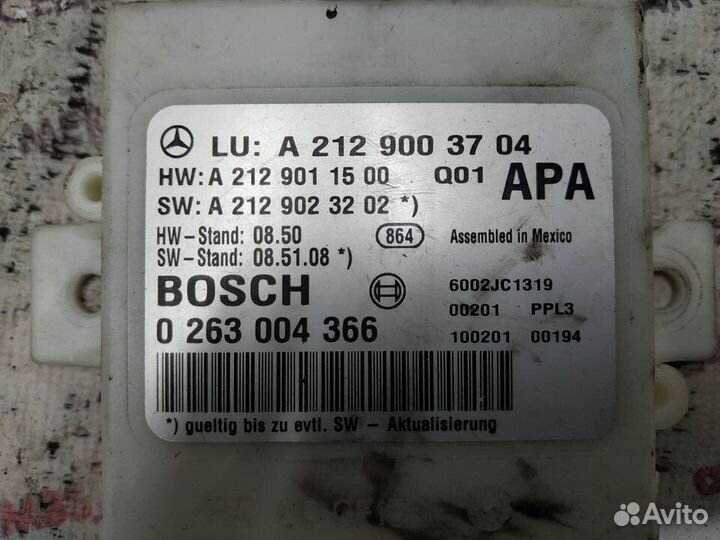 LU: A 212 900 37 04
HW: A 212 901 15 00 Q01 APA
SW: A 212 902 32 02 *)
HW-Stand: 08.50 864 Assembled in Mexico
SW-Stand: 08.51.08 *)
BOSCH 6002JC1319
00201 PPL3
0 263 004 366 100201 00194
*) gueltig bis zu evtl. SW - Aktualisierung
Avito